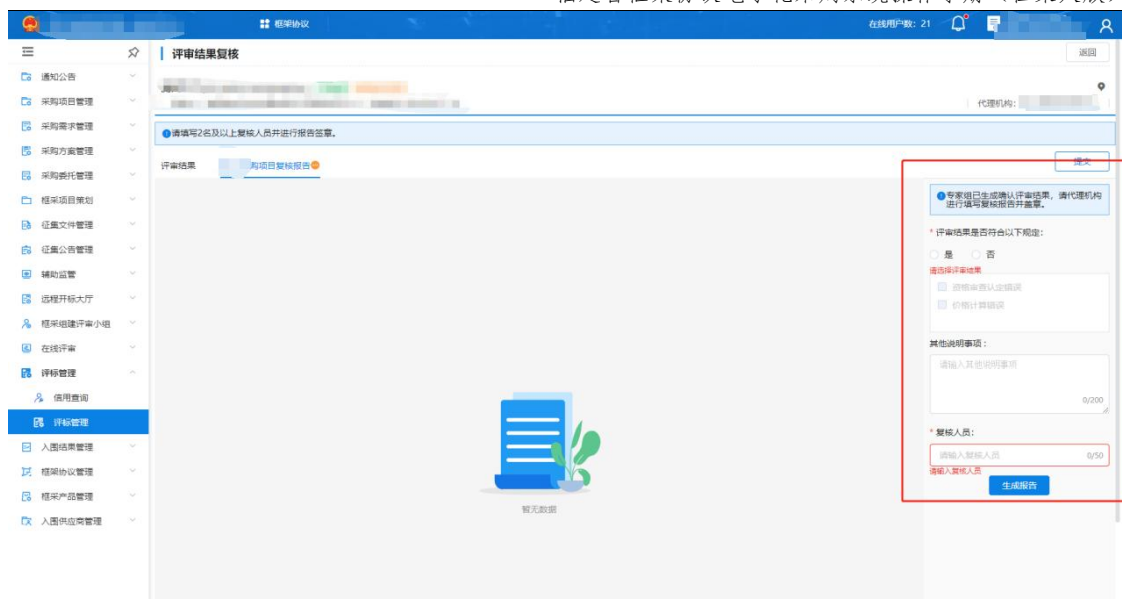 框架协议
在线用户数: 21
评审结果复核
返回
通知公告
采购项目管理
代理机构:
采购需求管理
请填写2名及以上复核人员并进行报告签章。
采购方案管理
评审结果
购项目复核报告
提交
采购委托管理
专家组已生成确认评审结果，请代理机构
进行填写复核报告并盖章。
框采项目策划
征集文件管理
* 评审结果是否符合以下规定:
征集公告管理
是
否
请选择评审结果
辅助监管
资格审查认定错误
远程开标大厅
价格计算错误
框采组建评审小组
在线评审
其他说明事项：
评标管理
请输入其他说明事项
信用查询
0/200
评标管理
* 复核人员:
入围结果管理
请输入复核人员
0/50
框架协议管理
请输入复核人员
生成报告
框采产品管理
暂无数据
入围供应商管理